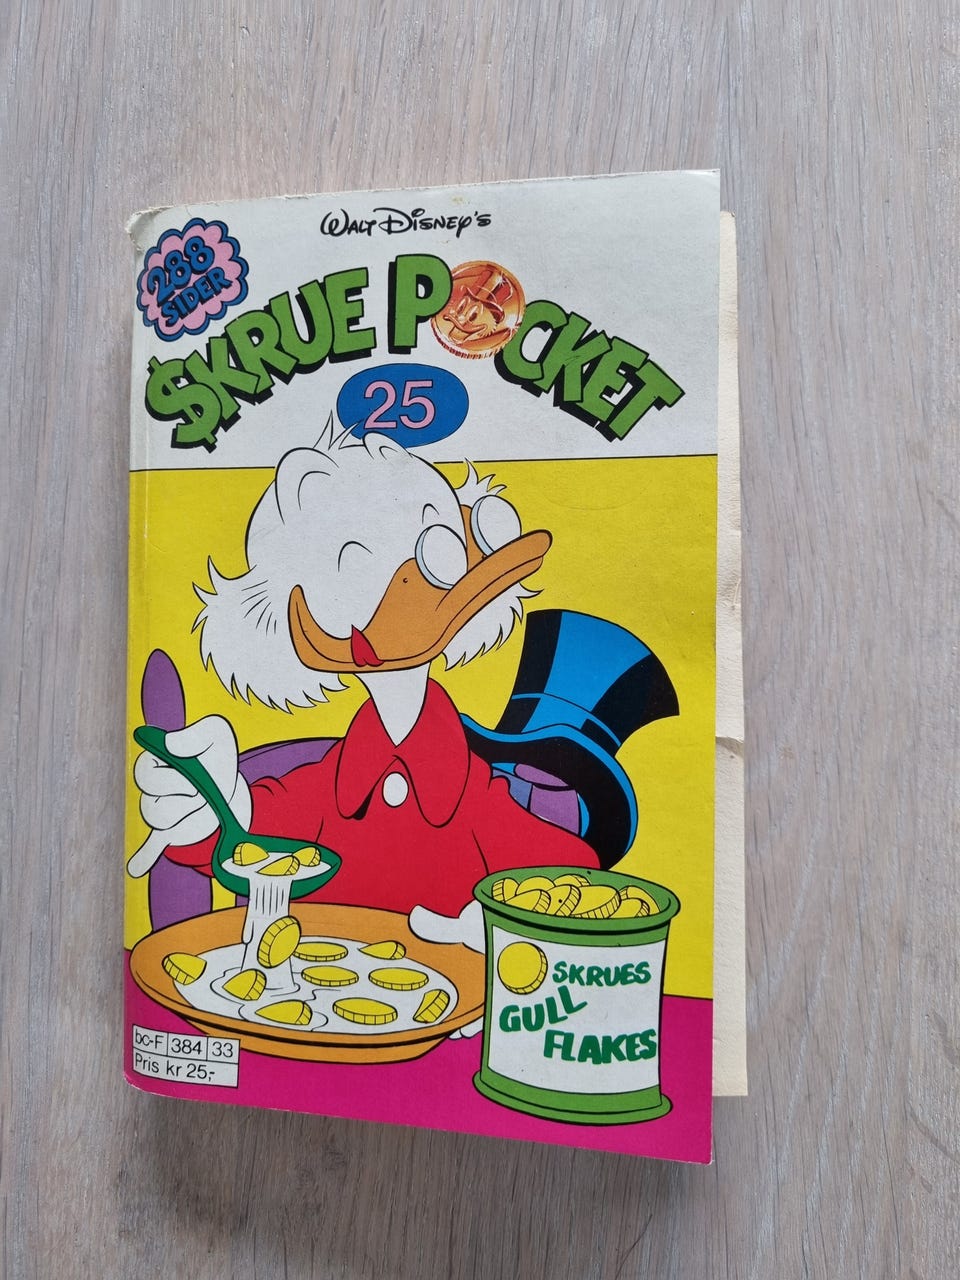 WALT DISNEY'S
288
SIDER
$KRUE POCKET
25
SKRUES
GULL
FLAKES
bc-F 384 33
Pris kr 25,-